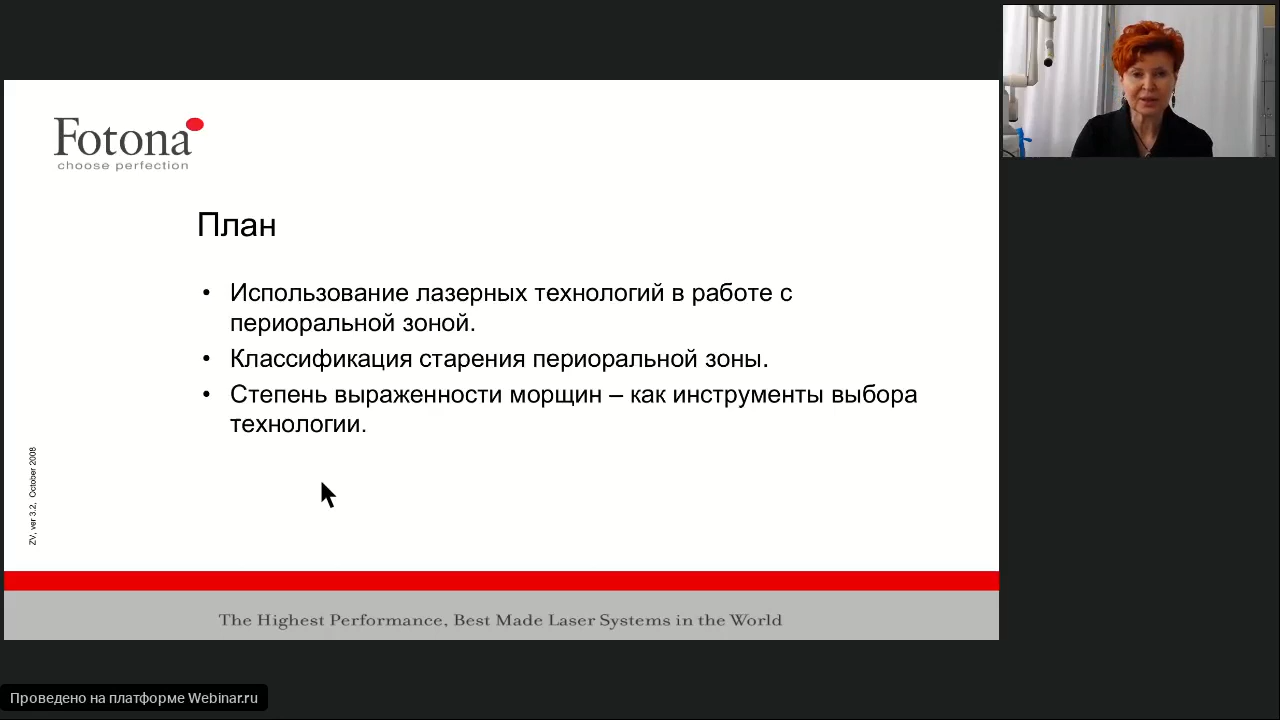 Fotona
choose perfection
План
• Использование лазерных технологий в работе с
периоральной зоной.
• Классификация старения периоральной зоны.
• Степень выраженности морщин – как инструменты выбора
технологии.
ZV, ver 3.2, October 2008
The Highest Performance, Best Made Laser Systems in the World
Проведено на платформе Webinar.ru